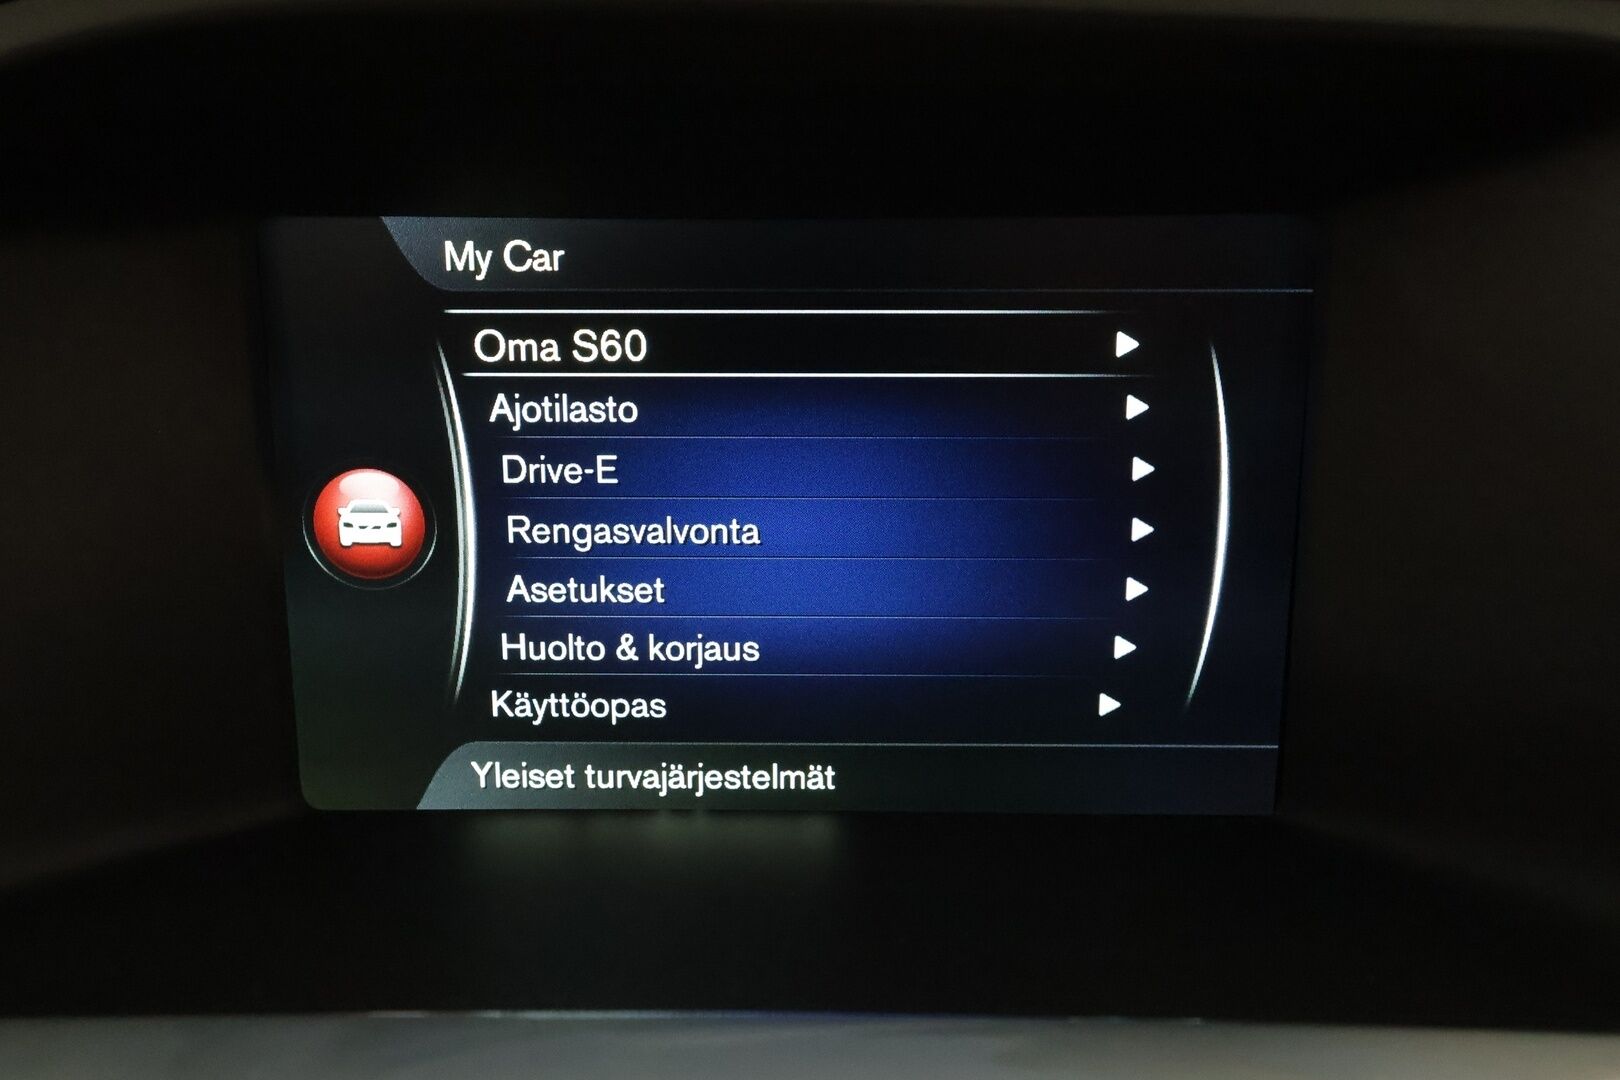 My Car
Oma S60
Ajotilasto
Drive-E
Rengasvalvonta
Asetukset
Huolto & korjaus
Käyttöopas
Yleiset turvajärjestelmät